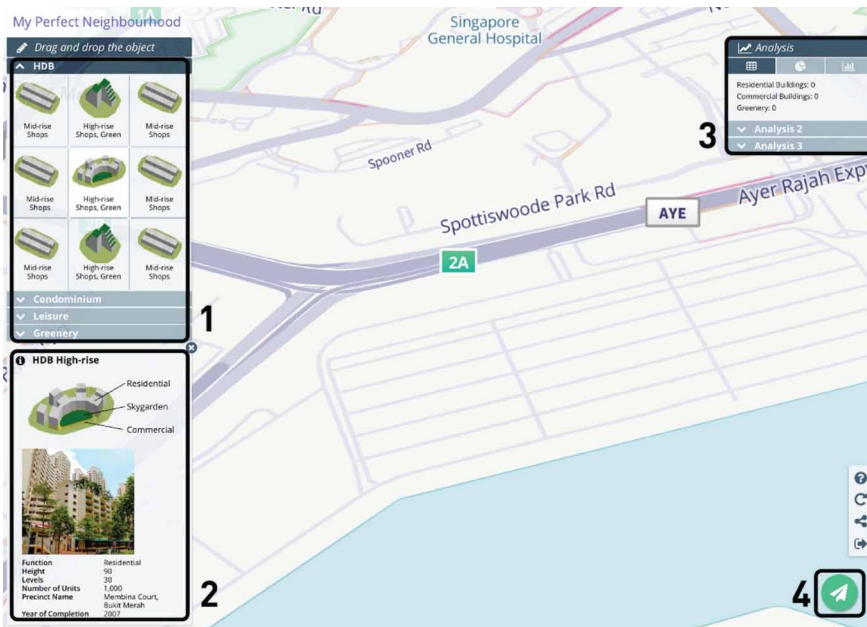 My Perfect Neighbourhood
Drag and drop the object
HDB
Mid-rise
Shops
High-rise
Shops, Green
Mid-rise
Shops
Mid-rise
Shops
High-rise
Shops, Green
Mid-rise
Shops
Mid-rise
Shops
High-rise
Shops, Green
Mid-rise
Shops
Condominium
Leisure
Greenery
1
HDB High-rise
Residential
Skygarden
Commercial
Function Residential
Height 90
Levels 30
Number of Units 1,000
Precinct Name Membina Court,
Bukit Merah
Year of Completion 2007
2
Singapore
General Hospital
Spooner Rd
Spottiswoode Park Rd
AYE
2A
Ayer Rajah Expy
Analysis
Residential Buildings: 0
Commercial Buildings: 0
Greenery: 0
Analysis 2
Analysis 3
3
4